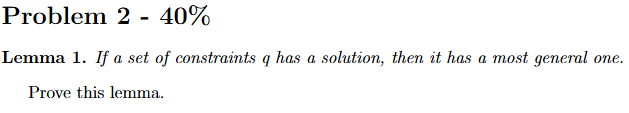 Problem 2 - 40%
Lemma 1. If a set of constraints q has a solution, then it has a most general one.
Prove this lemma.